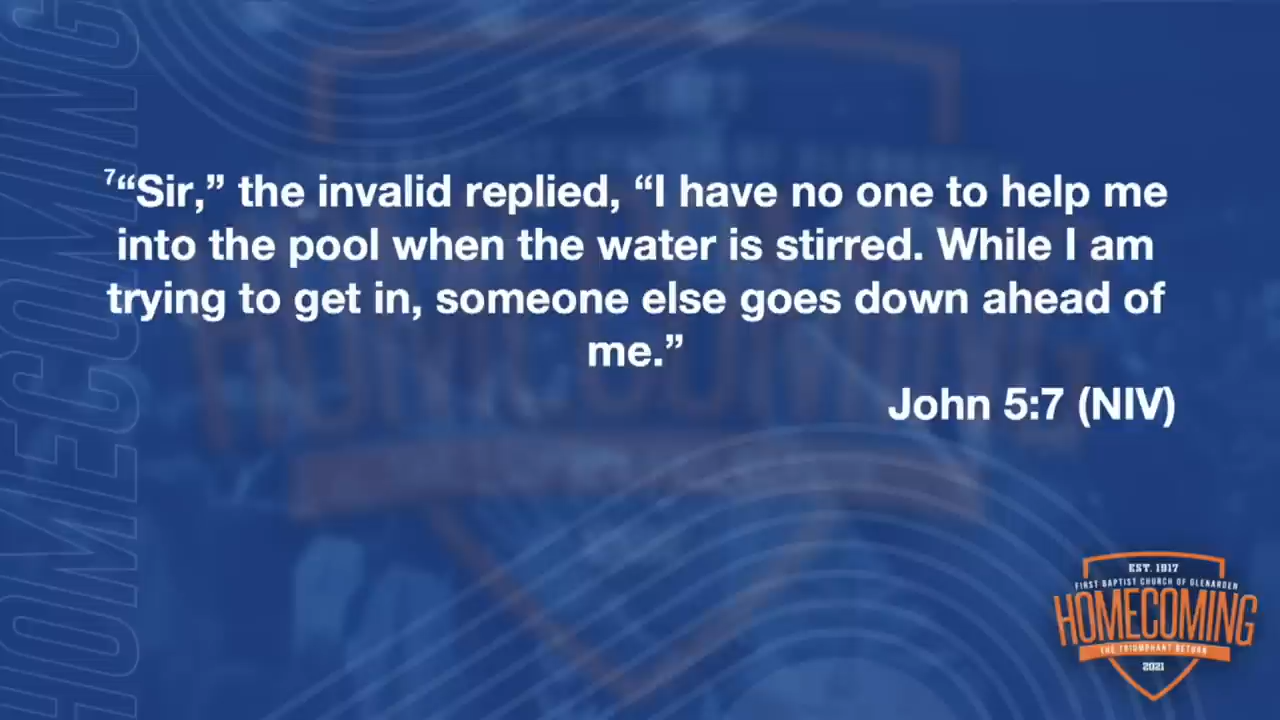 ⁷“Sir,” the invalid replied, “I have no one to help me
into the pool when the water is stirred. While I am
trying to get in, someone else goes down ahead of
me.”
John 5:7 (NIV)
HOMECOMING
EST. 1917
FIRST BAPTIST CHURCH OF GLENARDEN
HOMECOMING
THE TRIUMPHANT RETURN
2021